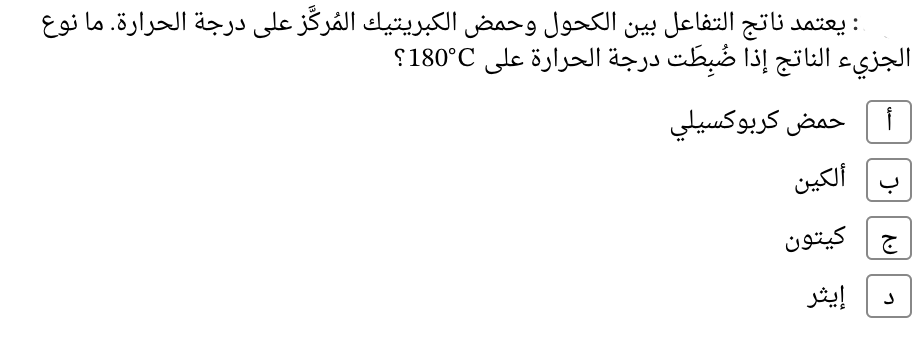 : يعتمد ناتج التفاعل بين الكحول وحمض الكبريتيك المُركَّز على درجة الحرارة. ما نوع
الجزيء الناتج إذا ضُبِطَت درجة الحرارة على 180°C؟
أ حمض كربوكسيلي
ب ألكين
ج كيتون
د إيثر